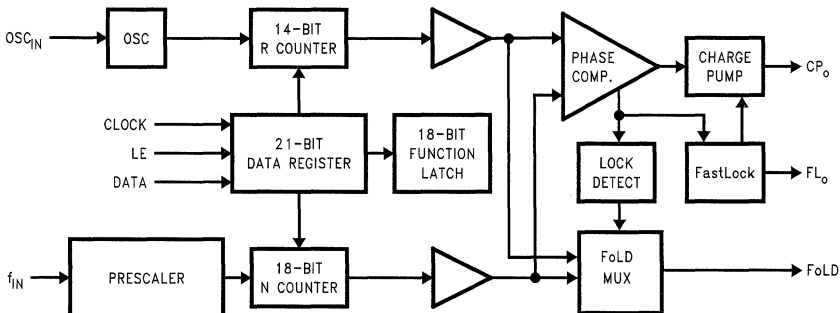 OSC_IN
OSC
14-BIT
R COUNTER
PHASE
COMP.
CHARGE
PUMP
CP_o
CLOCK
LE
DATA
21-BIT
DATA REGISTER
18-BIT
FUNCTION
LATCH
LOCK
DETECT
FastLock
FL_o
f_IN
PRESCALER
18-BIT
N COUNTER
FoLD
MUX
FoLD